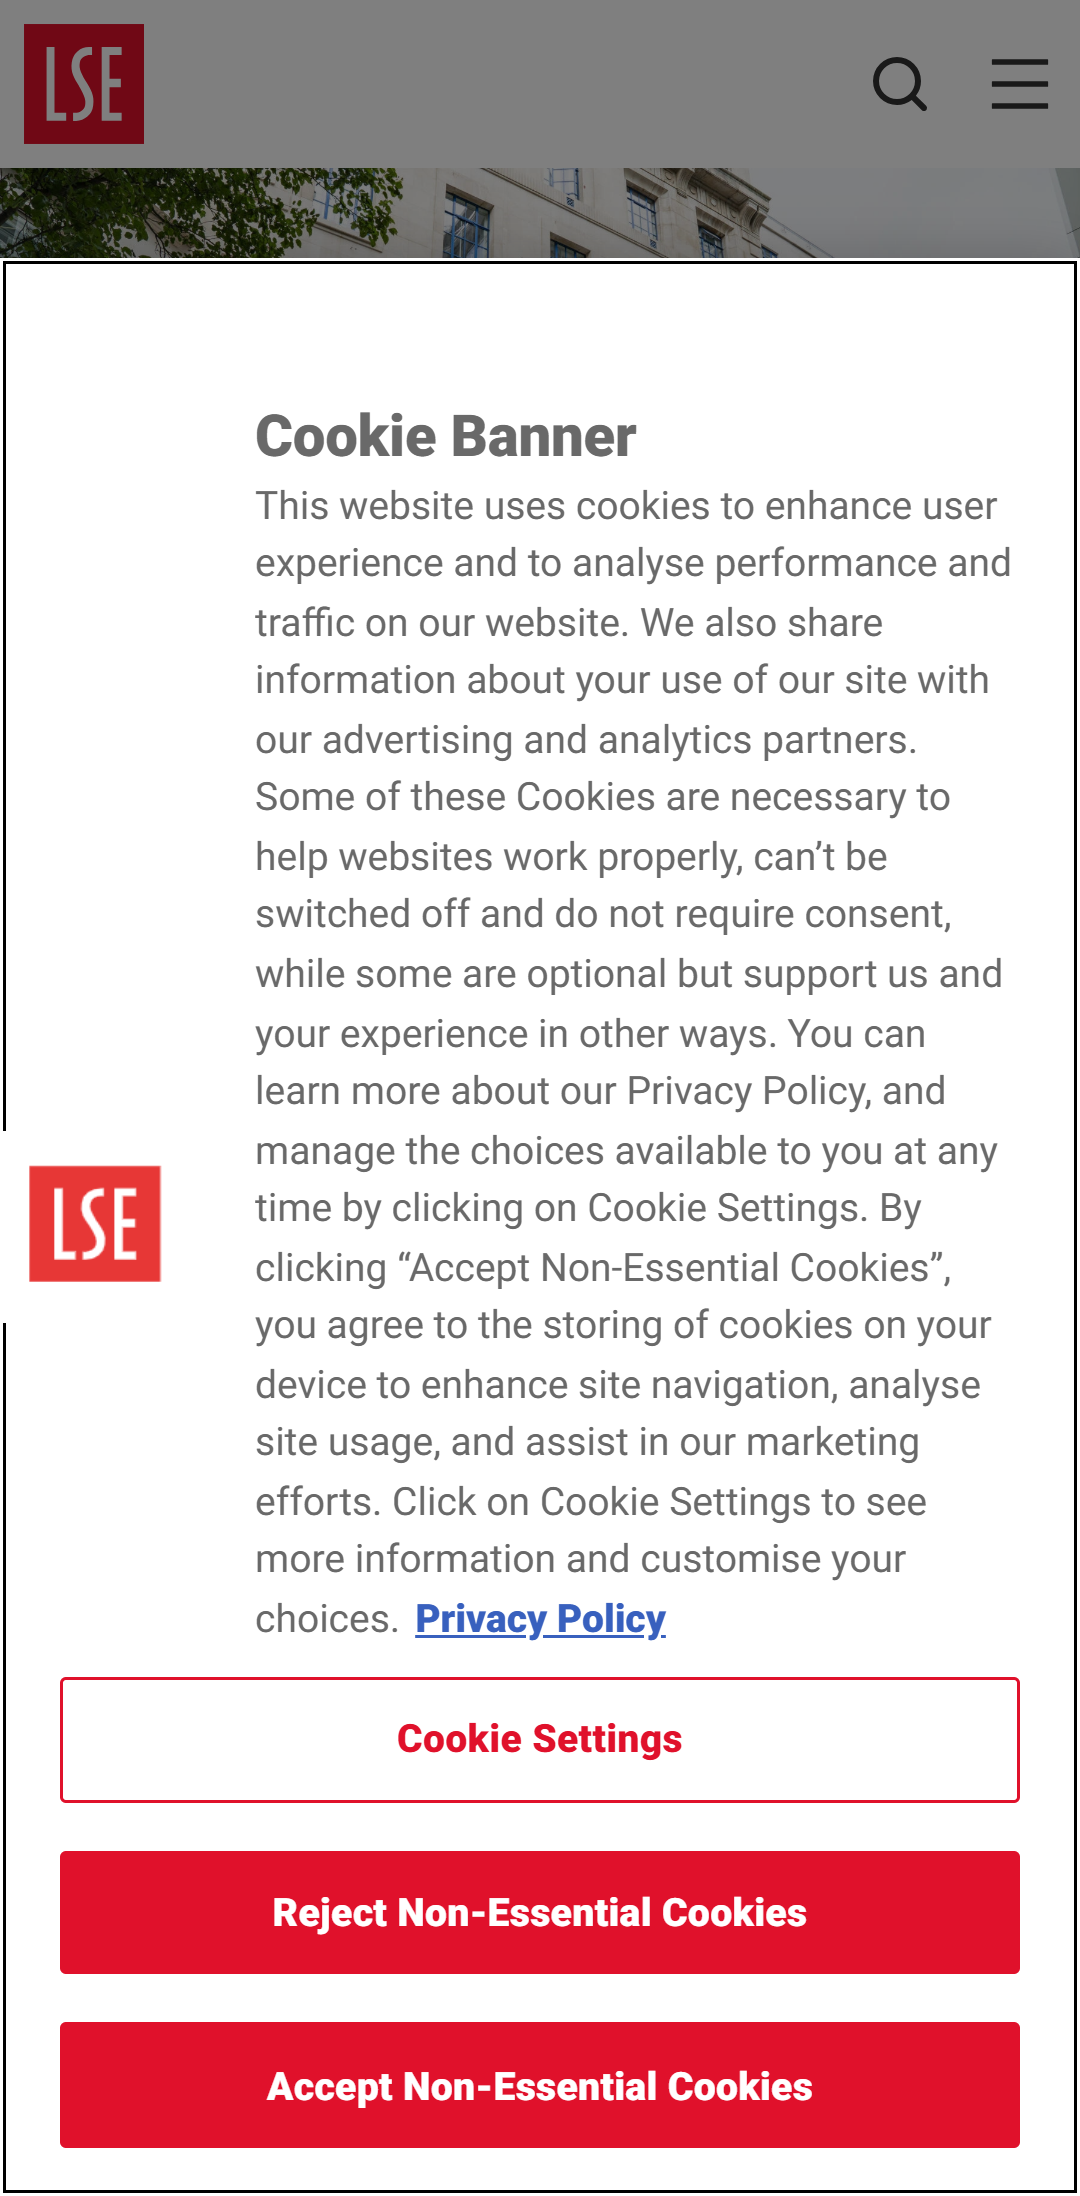 LSE
Cookie Banner
This website uses cookies to enhance user
experience and to analyse performance and
traffic on our website. We also share
information about your use of our site with
our advertising and analytics partners.
Some of these Cookies are necessary to
help websites work properly, can’t be
switched off and do not require consent,
while some are optional but support us and
your experience in other ways. You can
learn more about our Privacy Policy, and
manage the choices available to you at any
time by clicking on Cookie Settings. By
clicking “Accept Non-Essential Cookies”,
you agree to the storing of cookies on your
device to enhance site navigation, analyse
site usage, and assist in our marketing
efforts. Click on Cookie Settings to see
more information and customise your
choices. Privacy Policy
LSE
Cookie Settings
Reject Non-Essential Cookies
Accept Non-Essential Cookies